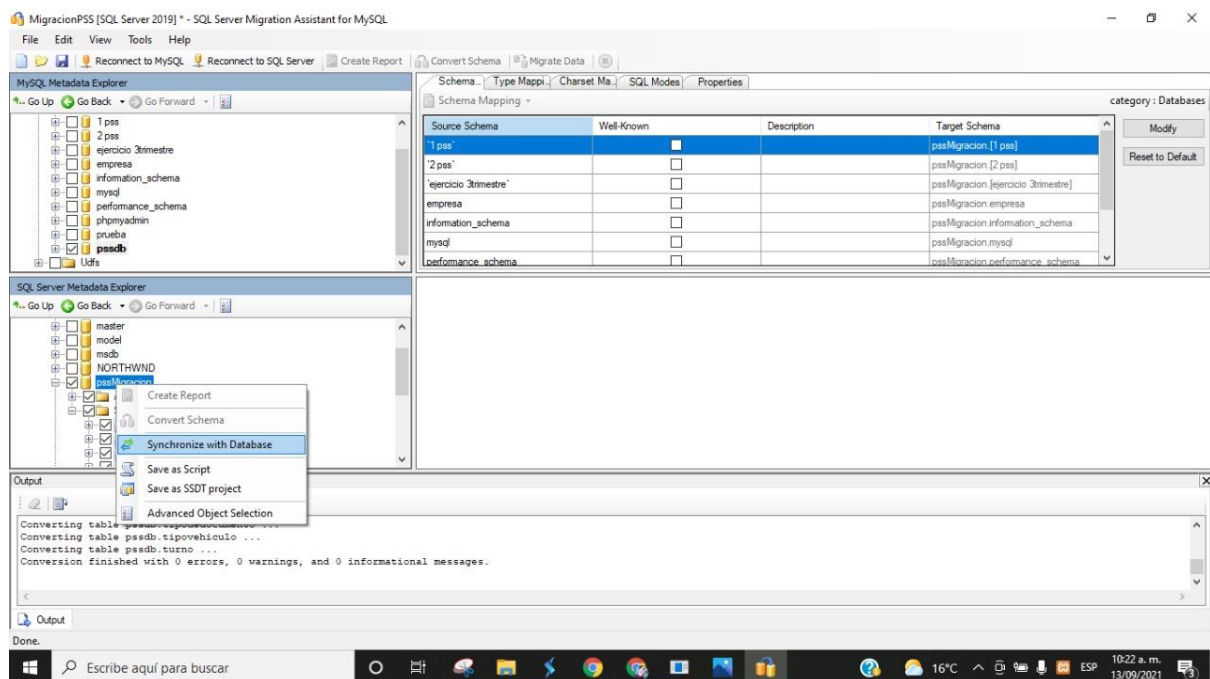 MigracionPSS [SQL Server 2019] * - SQL Server Migration Assistant for MySQL
File Edit View Tools Help
Reconnect to MySQL Reconnect to SQL Server Create Report Convert Schema Migrate Data
MySQL Metadata Explorer
Go Up Go Back Go Forward
1 pss
2 pss
ejercicio 3trimestre
empresa
information_schema
mysql
performance_schema
phpmyadmin
prueba
pssdb
Udfs
Schema... Type Mappi... Charset Ma... SQL Modes Properties
Schema Mapping category : Databases
Source Schema Well-Known Description Target Schema
`1 pss` pssMigracion.[1 pss]
`2 pss` pssMigracion.[2 pss]
`ejercicio 3trimestre` pssMigracion.[ejercicio 3trimestre]
empresa pssMigracion.empresa
information_schema pssMigracion.information_schema
mysql pssMigracion.mysql
performance_schema pssMigracion.performance_schema
Modify
Reset to Default
SQL Server Metadata Explorer
Go Up Go Back Go Forward
master
model
msdb
NORTHWND
pssMigracion
Create Report
Convert Schema
Synchronize with Database
Save as Script
Save as SSDT project
Advanced Object Selection
Output
Converting table pssdb.tipodedocumento ...
Converting table pssdb.tipovehiculo ...
Converting table pssdb.turno ...
Conversion finished with 0 errors, 0 warnings, and 0 informational messages.
Output
Done.
Escribe aquí para buscar
16°C ESP 10:22 a. m.
13/09/2021